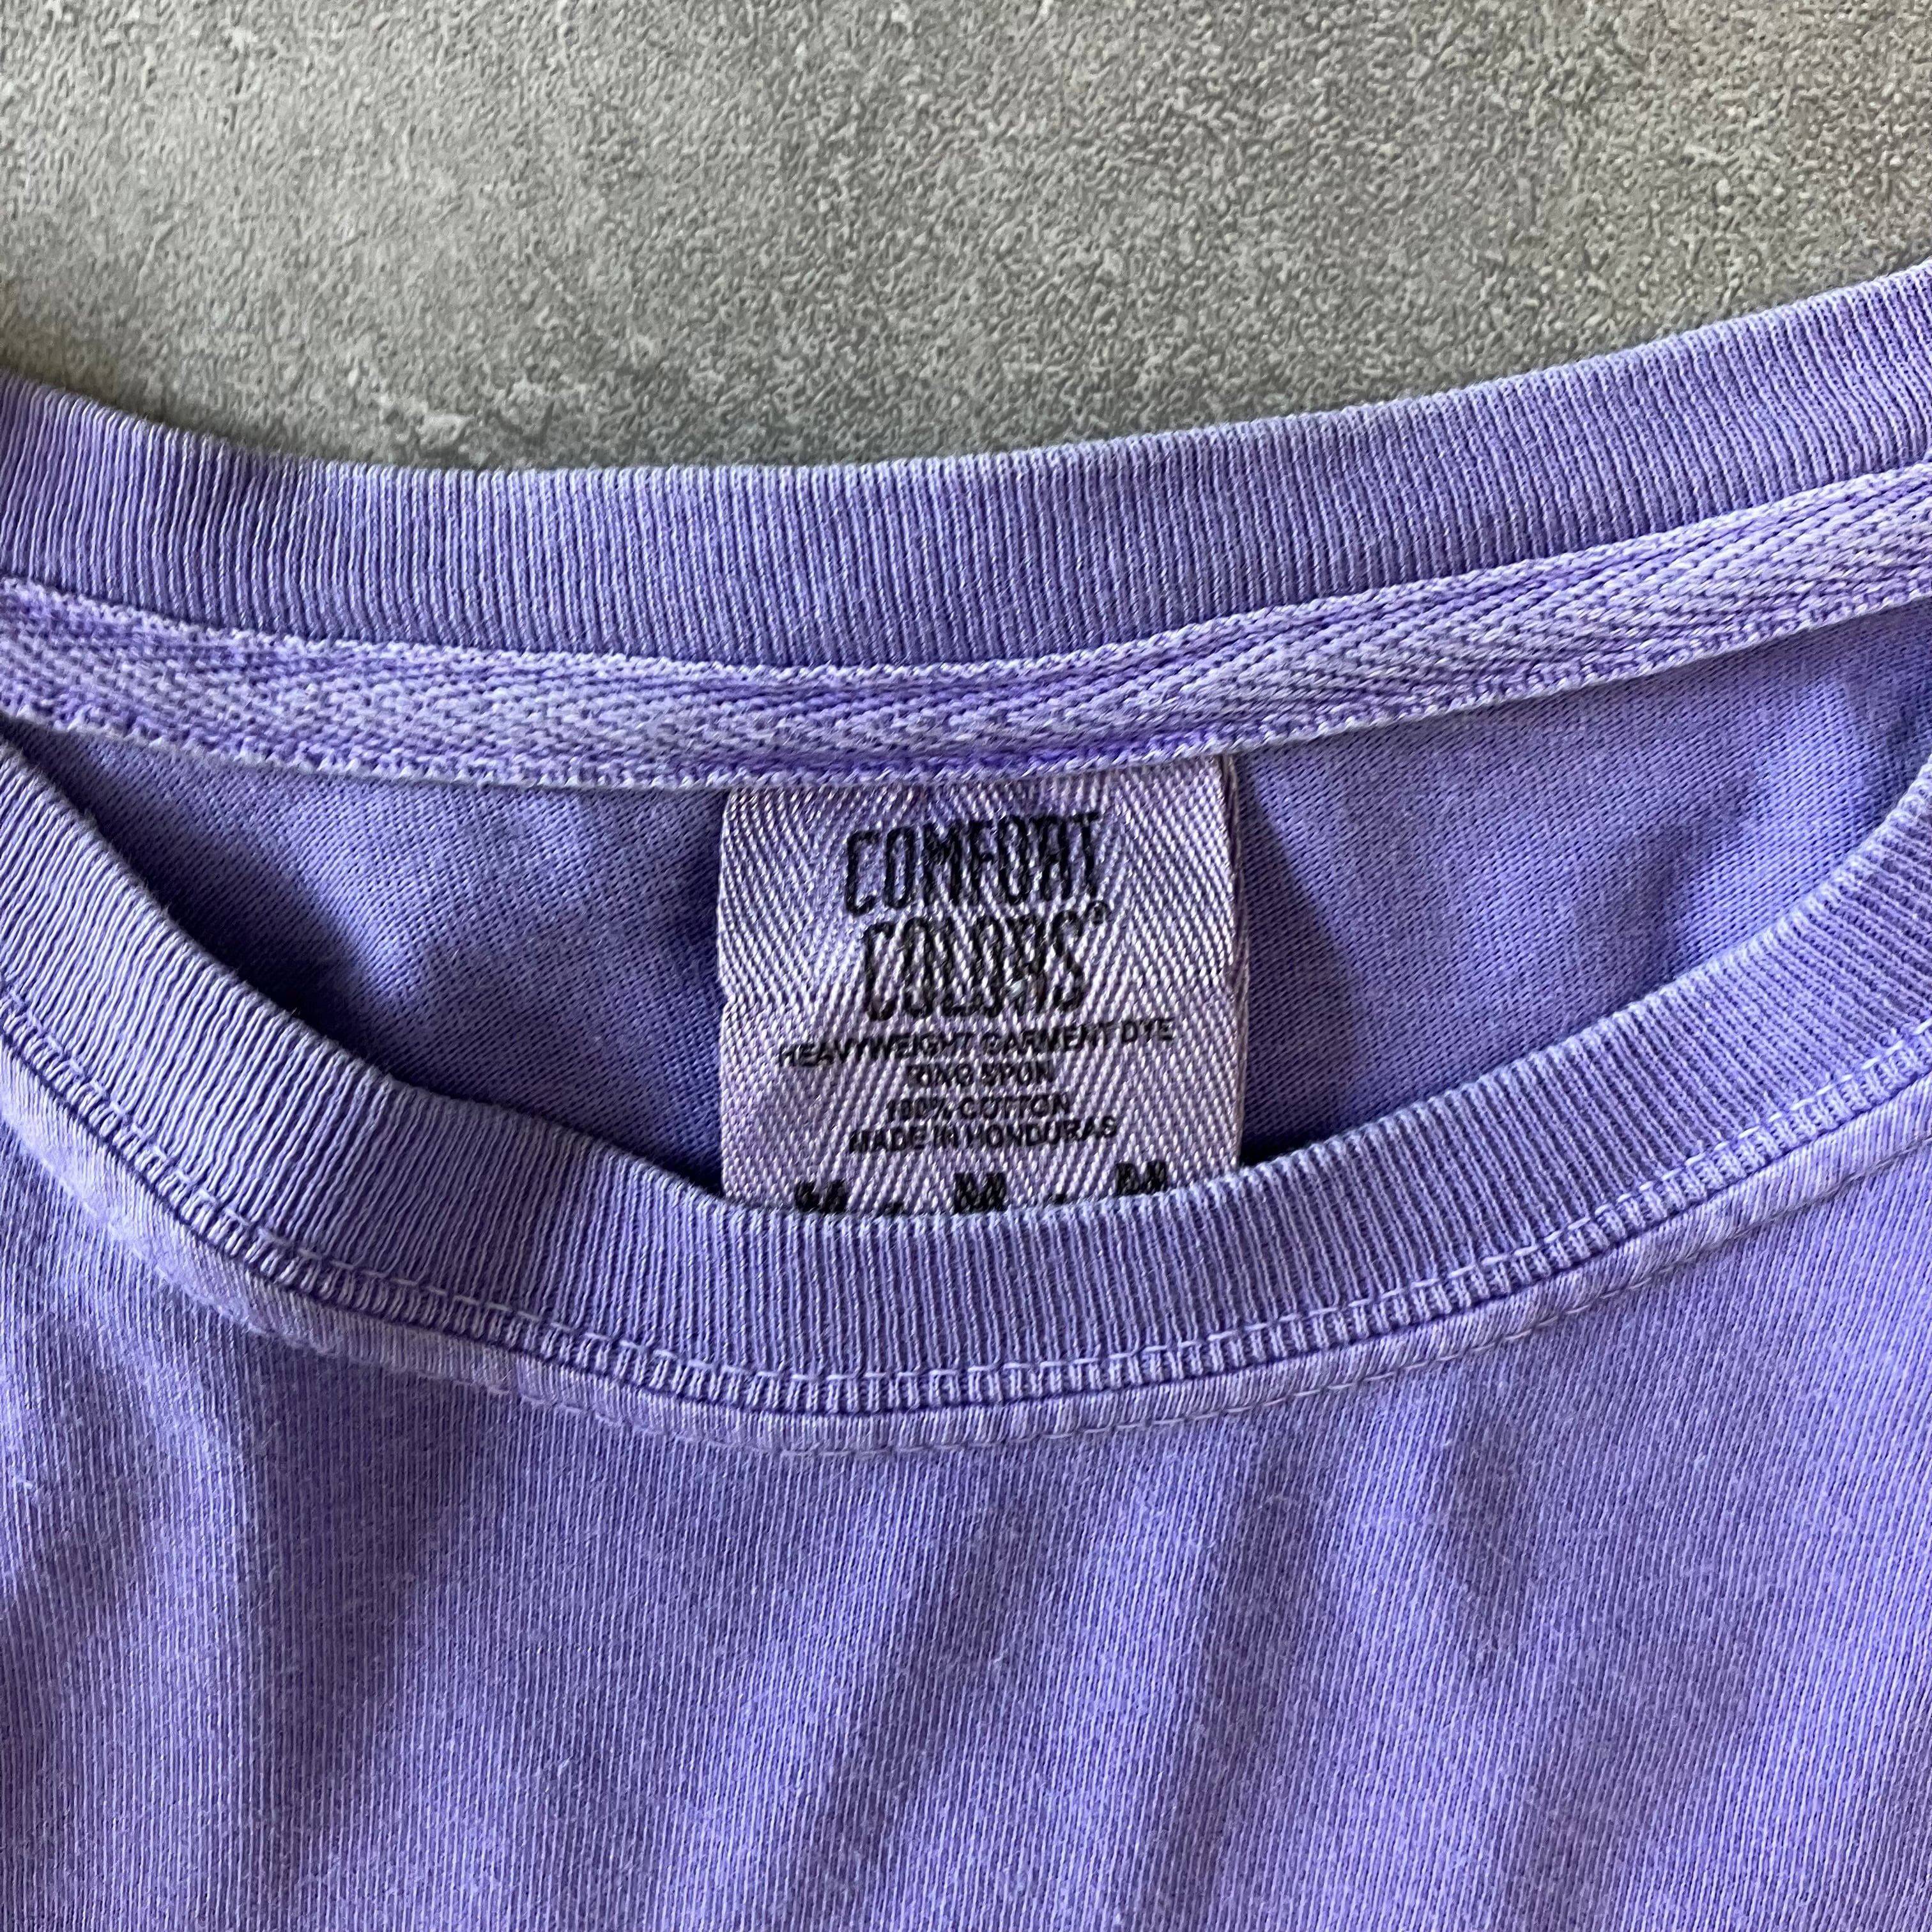 COMFORT
COLORS®
HEAVYWEIGHT GARMENT DYE
RING SPUN
100% COTTON
MADE IN HONDURAS
M - M - M